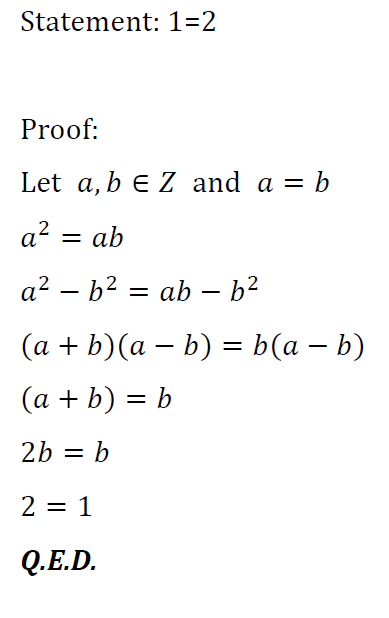 Statement: 1=2
Proof:
Let a, b ∈ Z and a = b
a² = ab
a² − b² = ab − b²
(a + b)(a − b) = b(a − b)
(a + b) = b
2b = b
2 = 1
Q.E.D.